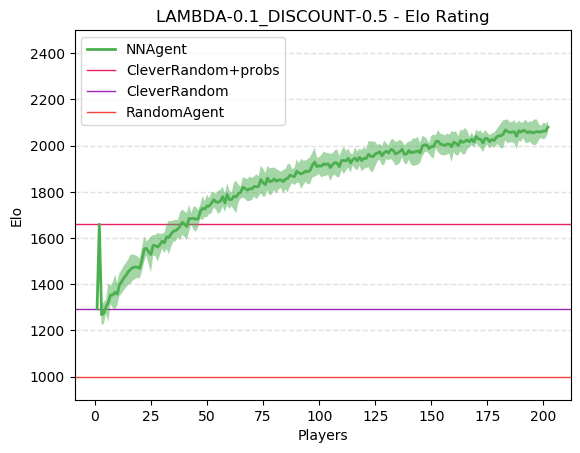 LAMBDA-0.1_DISCOUNT-0.5 - Elo Rating
NNAgent
CleverRandom+probs
CleverRandom
RandomAgent
2400
2200
2000
1800
1600
1400
1200
1000
Elo
0 25 50 75 100 125 150 175 200
Players